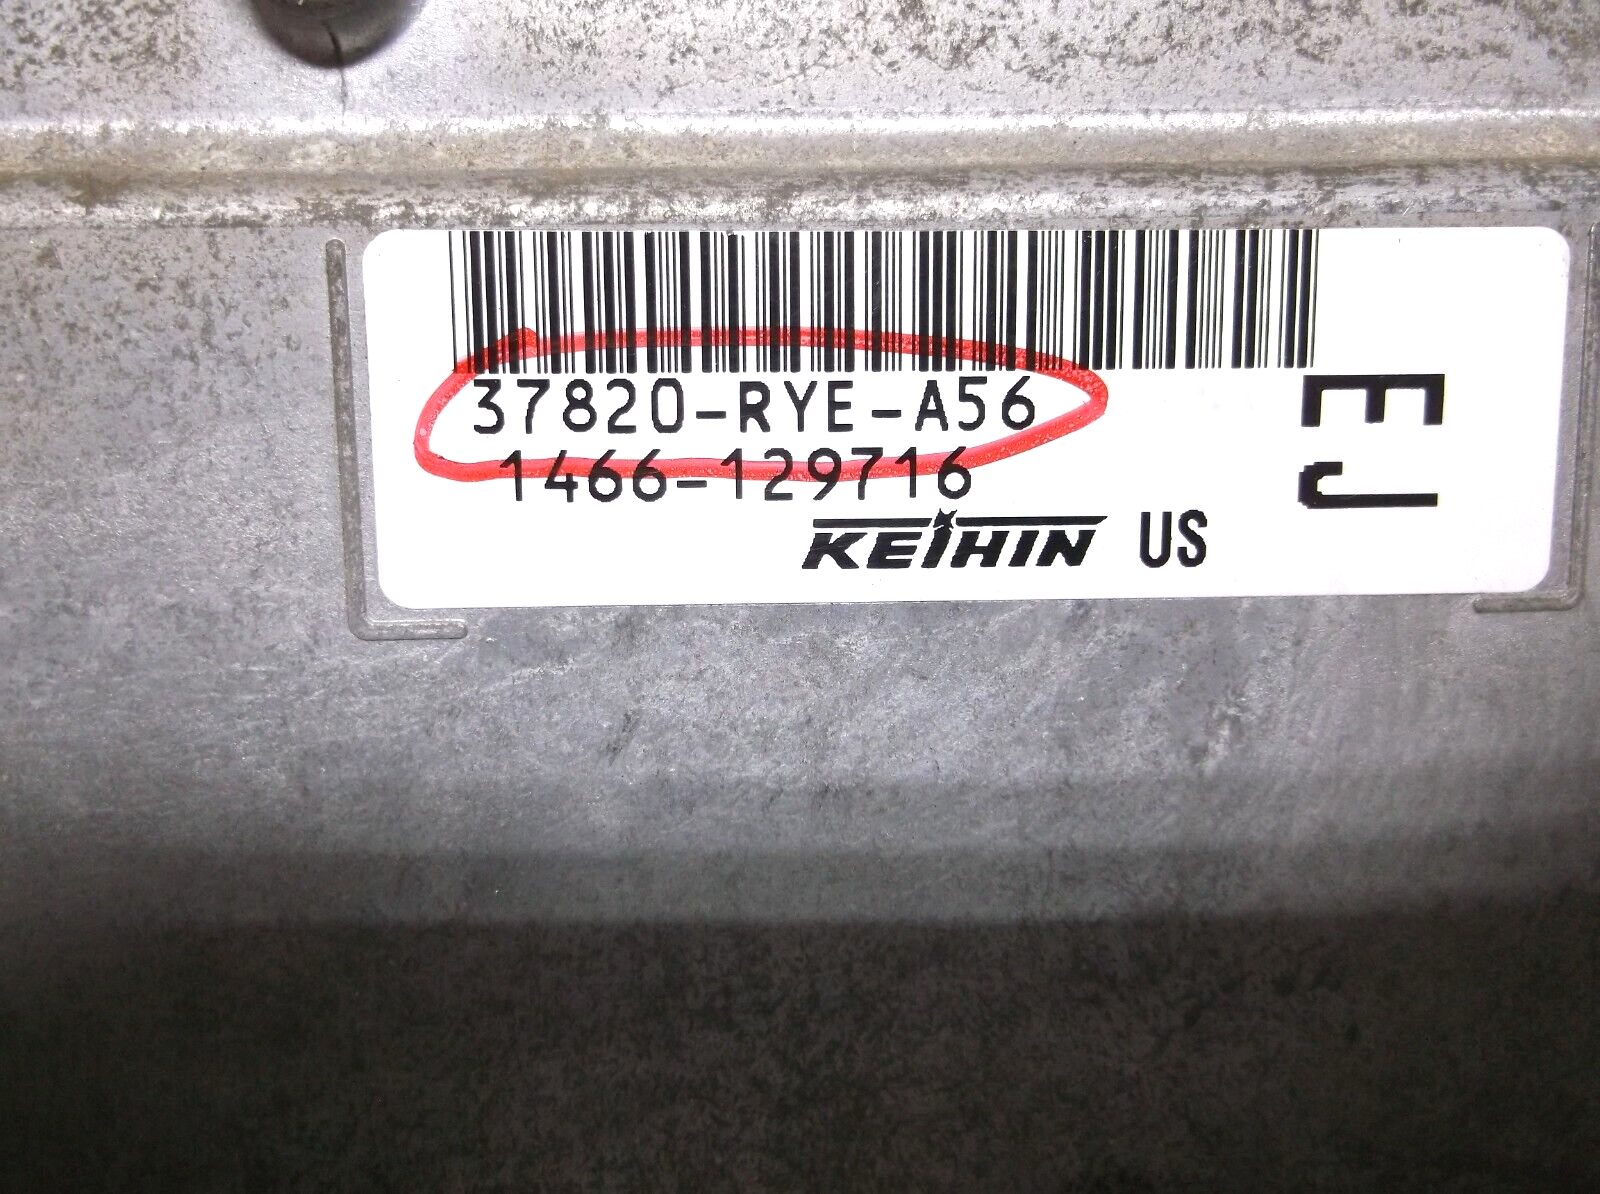 37820-RYE-A56
1466-129716
KEIHIN US
EJ